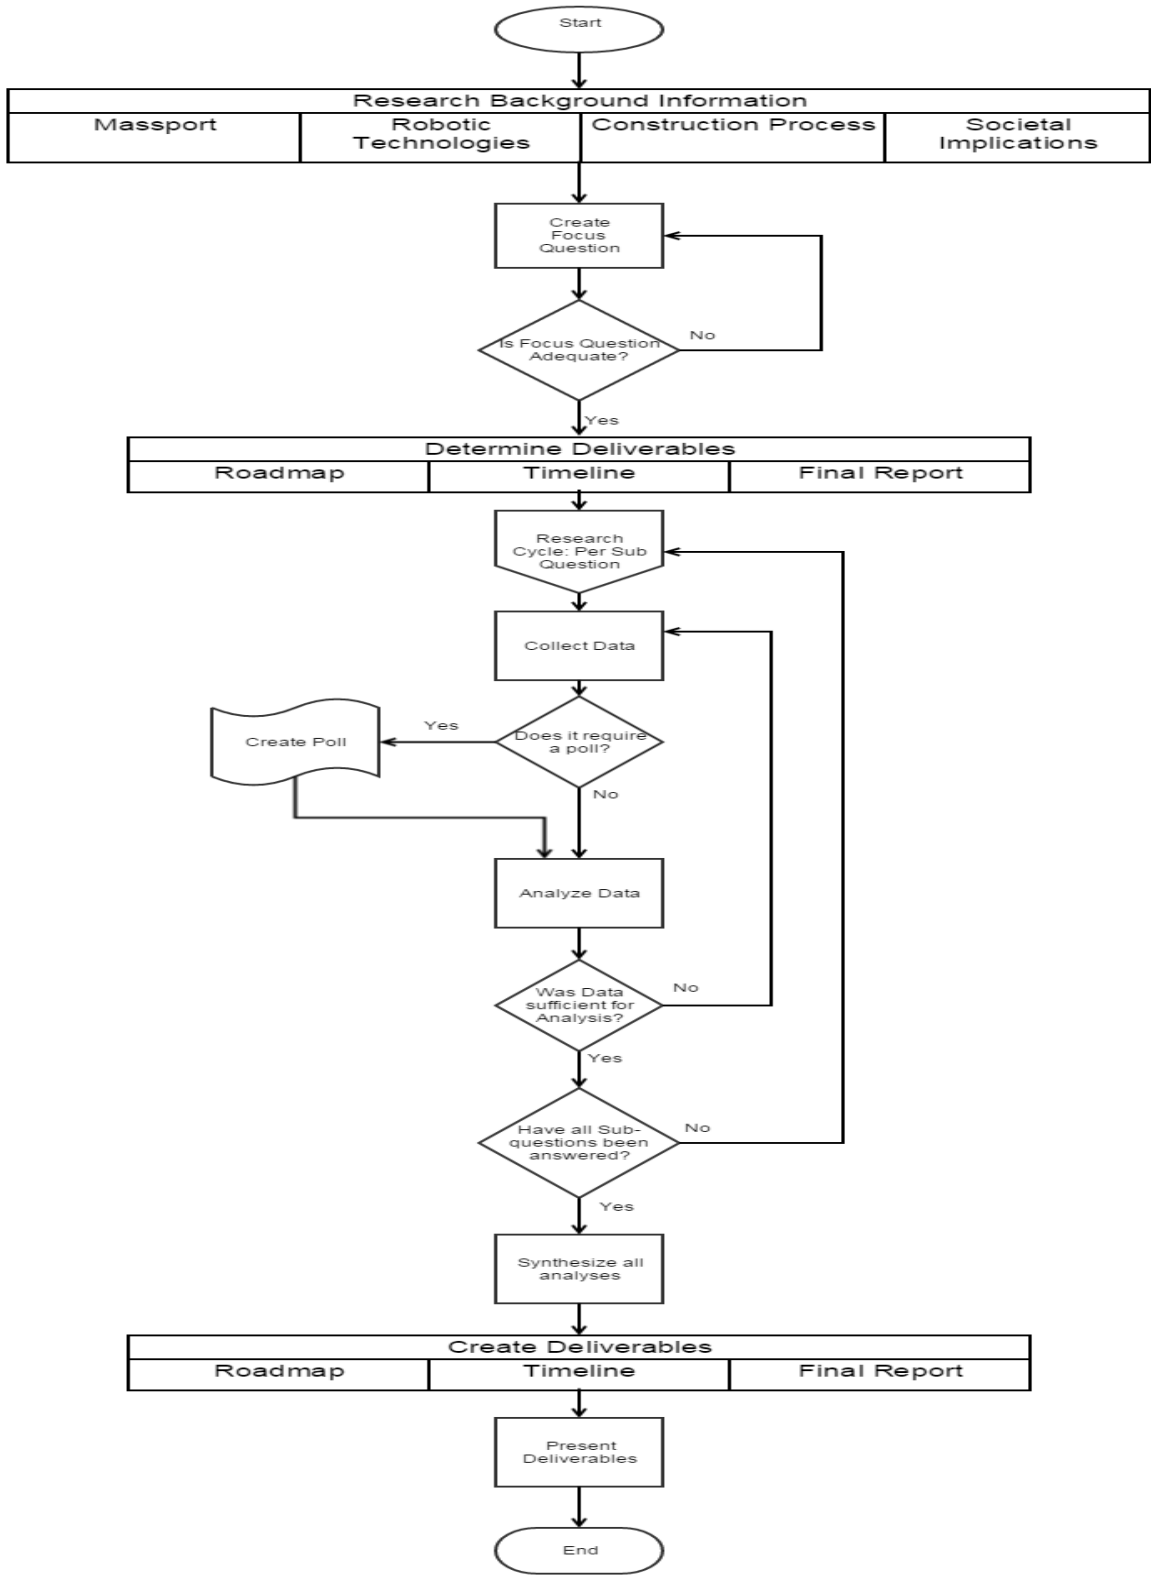 Start
Research Background Information
Massport
Robotic
Technologies
Construction Process
Societal
Implications
Create
Focus
Question
Is Focus Question
Adequate?
No
Yes
Determine Deliverables
Roadmap
Timeline
Final Report
Research
Cycle: Per Sub
Question
Collect Data
Does it require
a poll?
Yes
Create Poll
No
Analyze Data
Was Data
sufficient for
Analysis?
No
Yes
Have all Sub-
questions been
answered?
No
Yes
Synthesize all
analyses
Create Deliverables
Roadmap
Timeline
Final Report
Present
Deliverables
End